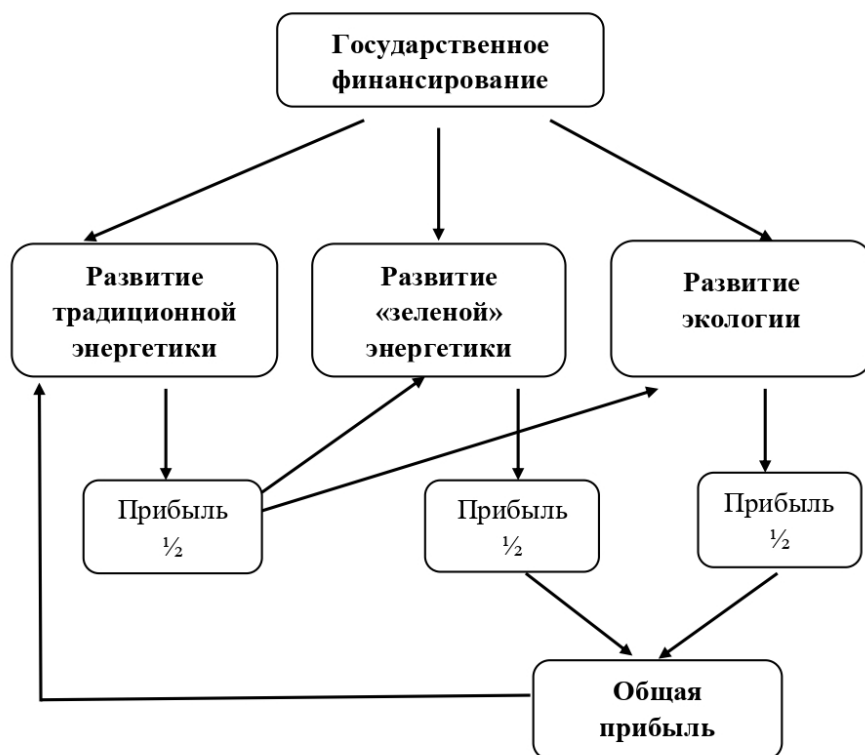 Государственное
финансирование
Развитие
традиционной
энергетики
Развитие
«зеленой»
энергетики
Развитие
экологии
Прибыль
½
Прибыль
½
Прибыль
½
Общая
прибыль